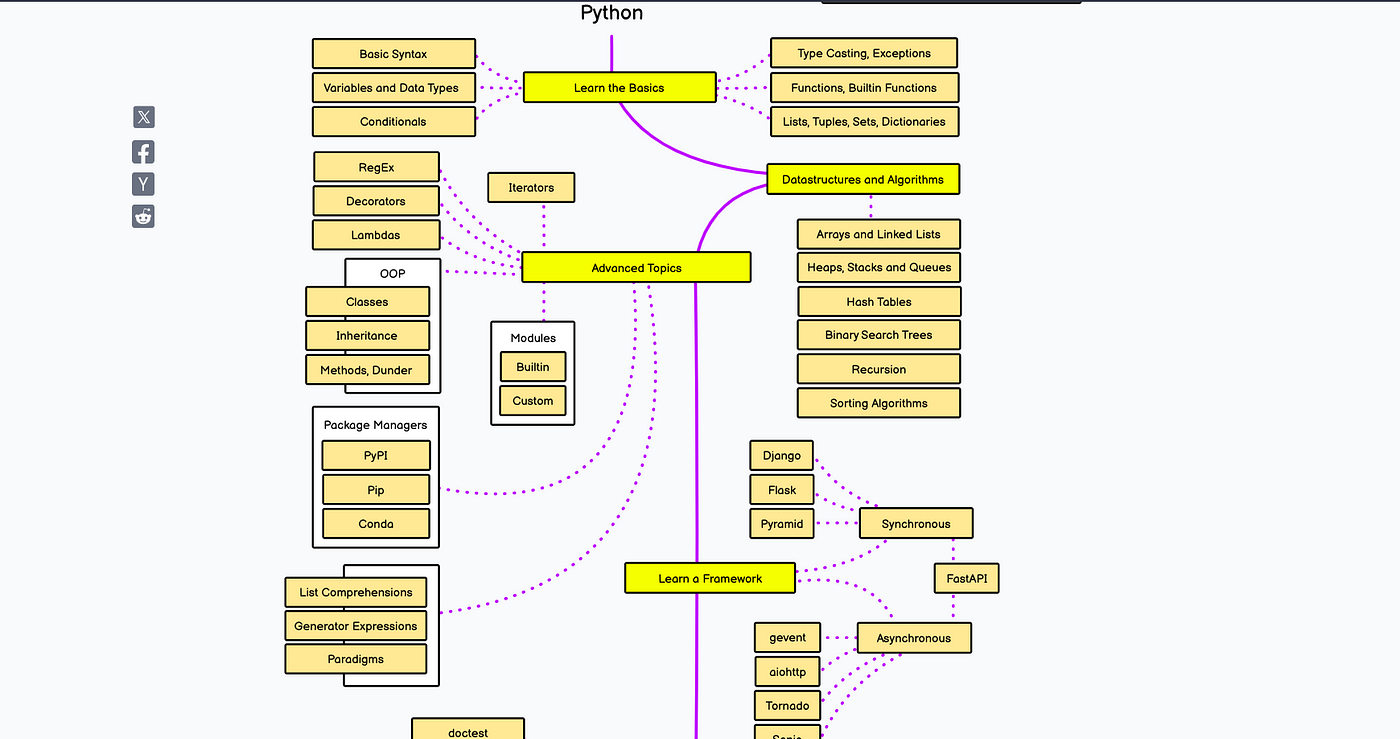 Python
Basic Syntax
Variables and Data Types
Conditionals
Learn the Basics
Type Casting, Exceptions
Functions, Builtin Functions
Lists, Tuples, Sets, Dictionaries
RegEx
Decorators
Lambdas
Iterators
Datastructures and Algorithms
Arrays and Linked Lists
Heaps, Stacks and Queues
Hash Tables
Binary Search Trees
Recursion
Sorting Algorithms
Advanced Topics
OOP
Classes
Inheritance
Methods, Dunder
Modules
Builtin
Custom
Package Managers
PyPI
Pip
Conda
Django
Flask
Pyramid
Synchronous
Learn a Framework
FastAPI
List Comprehensions
Generator Expressions
Paradigms
Asynchronous
gevent
aiohttp
Tornado
doctest